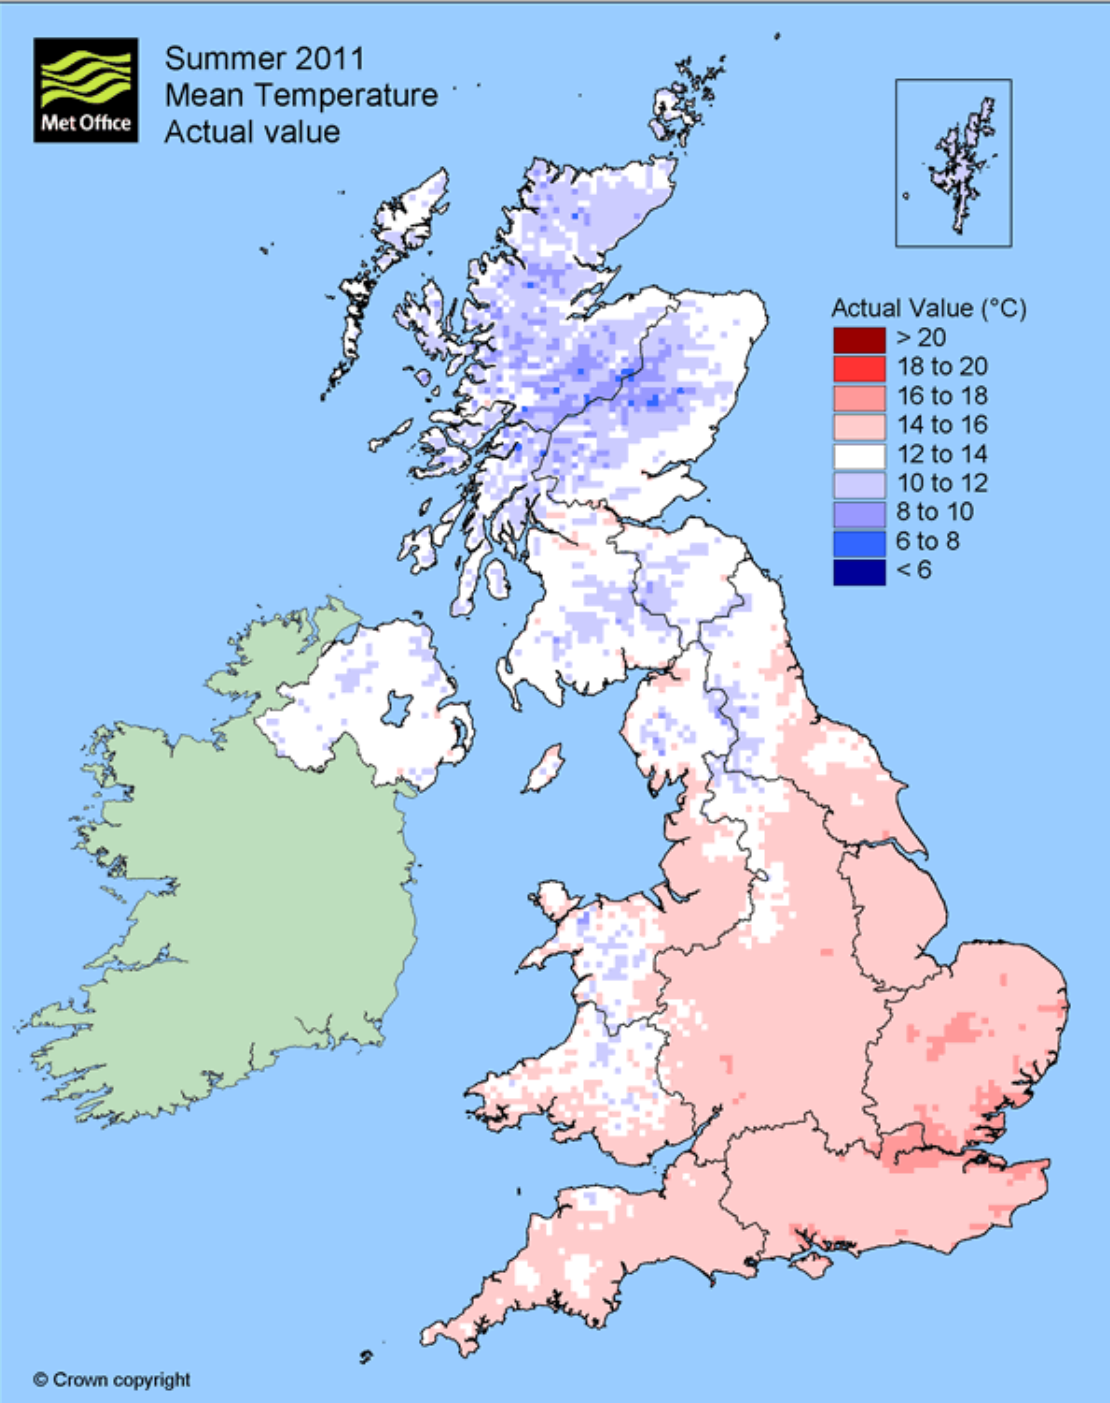 Summer 2011
Mean Temperature
Actual value
Met Office
Actual Value (°C)
> 20
18 to 20
16 to 18
14 to 16
12 to 14
10 to 12
8 to 10
6 to 8
< 6
© Crown copyright